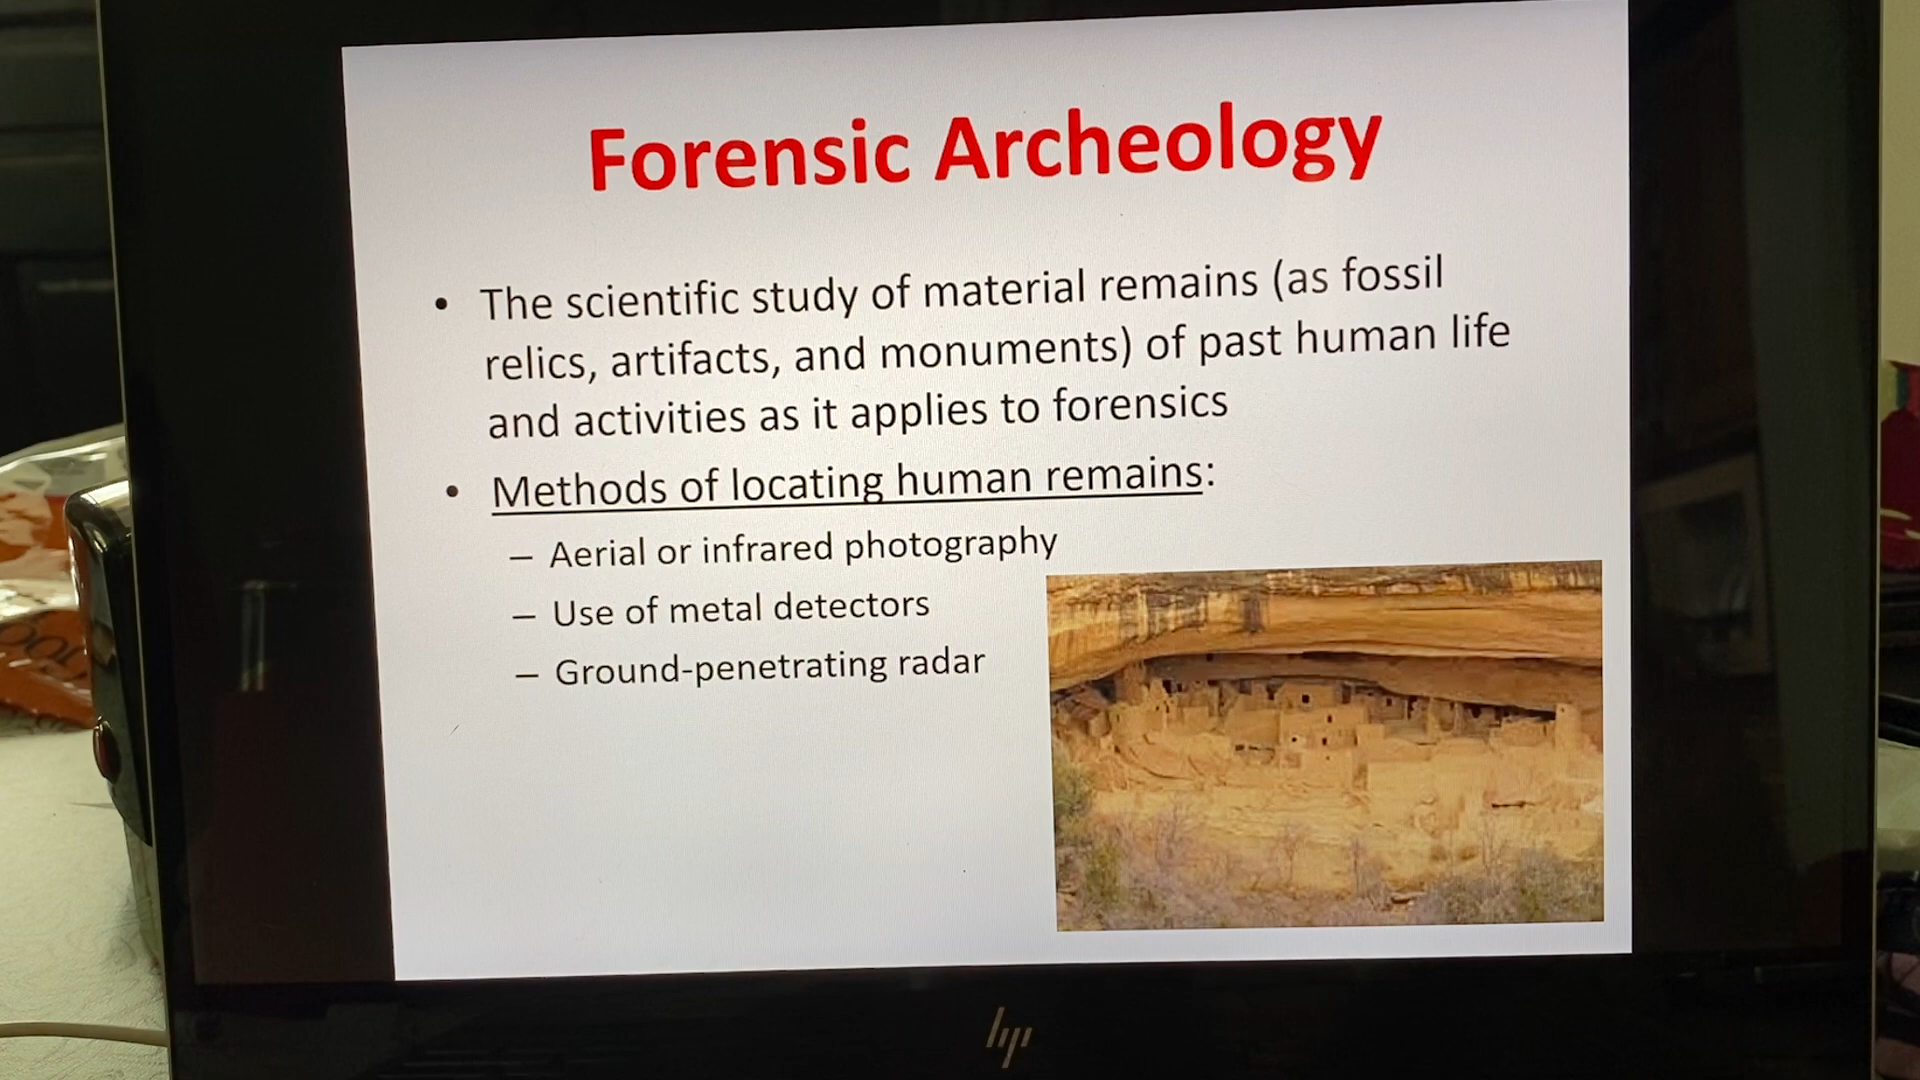 Forensic Archeology
• The scientific study of material remains (as fossil
relics, artifacts, and monuments) of past human life
and activities as it applies to forensics
• Methods of locating human remains:
– Aerial or infrared photography
– Use of metal detectors
– Ground-penetrating radar
hp